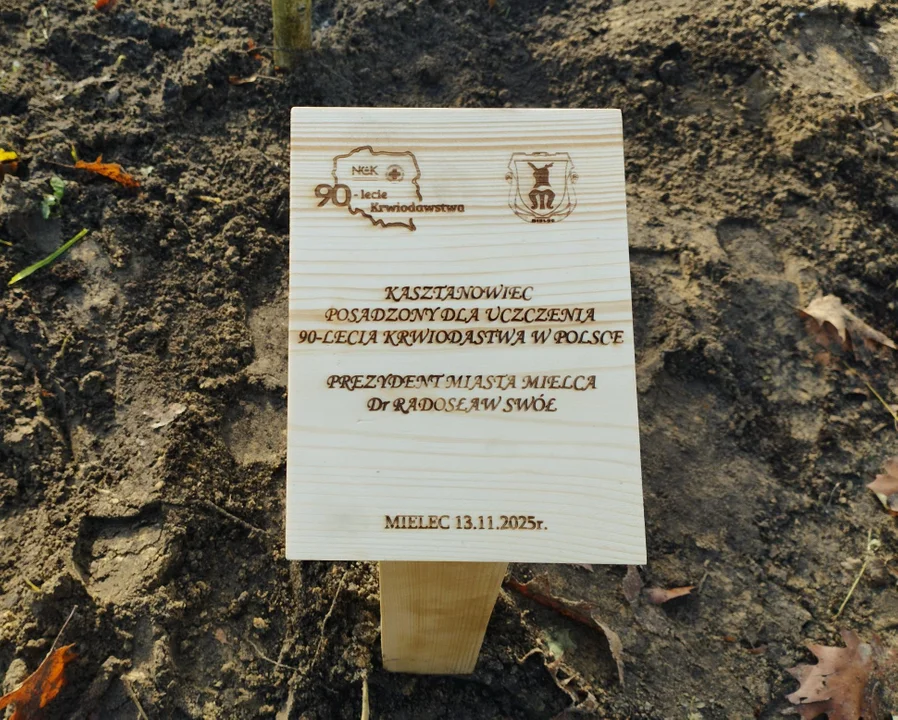 NCK
90-lecie
Krwiodawstwa
MIELEC
KASZTANOWIEC
POSADZONY DLA UCZCZENIA
90-LECIA KRWIODASTWA W POLSCE
PREZYDENT MIASTA MIELCA
Dr RADOSŁAW SWÓŁ
MIELEC 13.11.2025r.